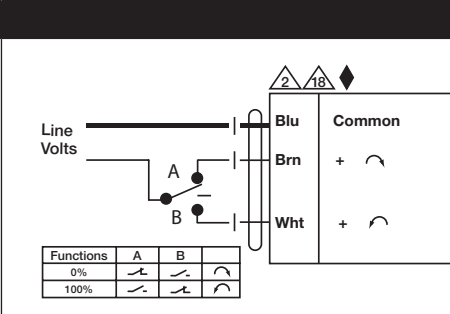 2 18
Blu Common
Line
Volts
Brn +
A
B
Wht +
Functions A B
0%
100%